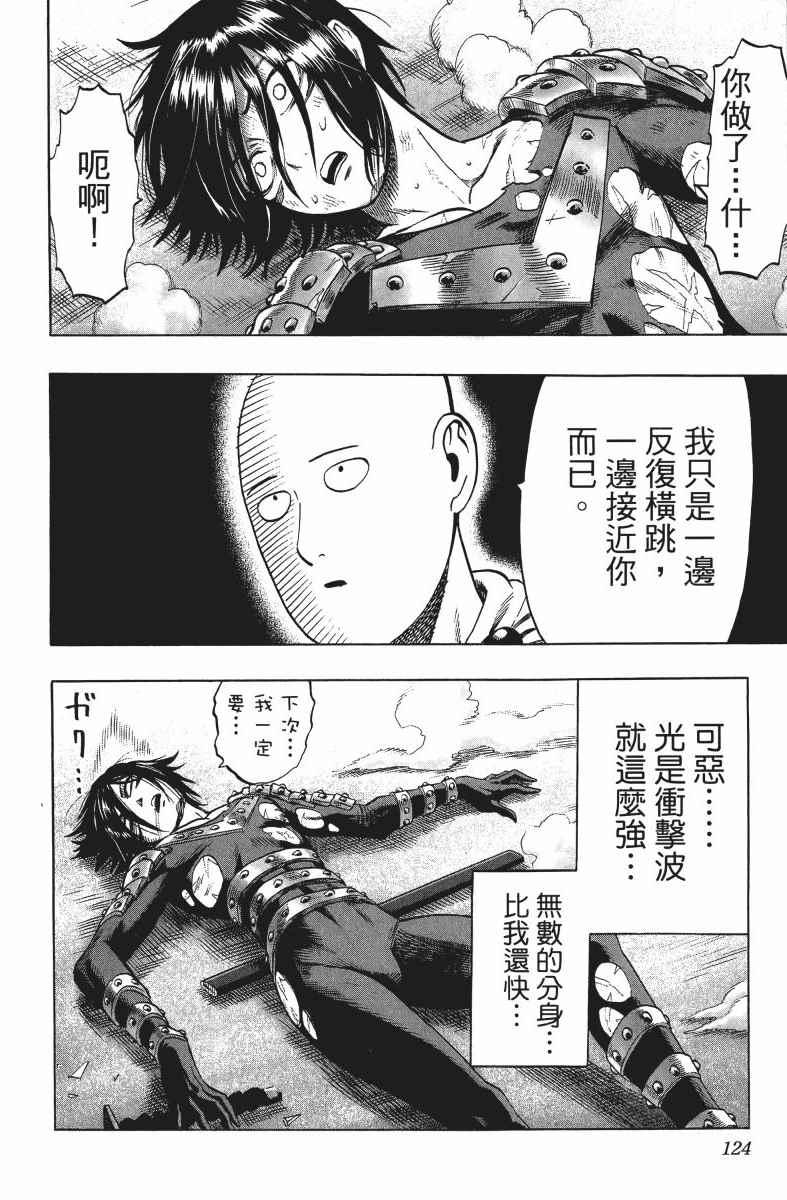 你做了…什…
呃啊！
我只是一邊
反復橫跳，
一邊接近你
而已。
可惡……
光是衝擊波
就這麼強…
無數的分身…
比我還快…
下次…
我一定
要…
ガク…
124